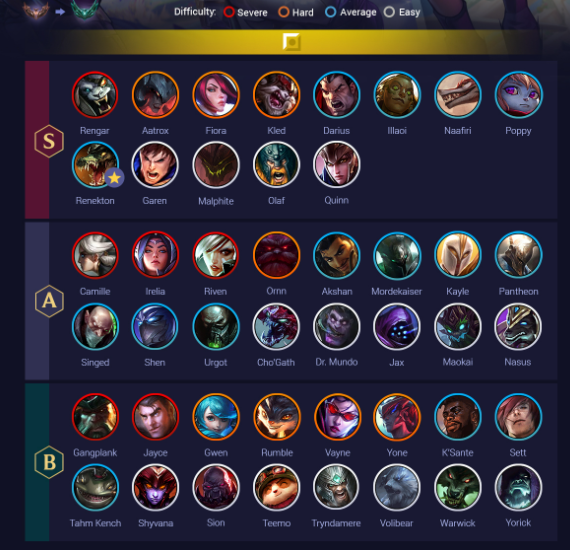 Difficulty: Severe Hard Average Easy
S
Rengar Aatrox Fiora Kled Darius Illaoi Naafiri Poppy
Renekton Garen Malphite Olaf Quinn
A
Camille Irelia Riven Ornn Akshan Mordekaiser Kayle Pantheon
Singed Shen Urgot Cho'Gath Dr. Mundo Jax Maokai Nasus
B
Gangplank Jayce Gwen Rumble Vayne Yone K'Sante Sett
Tahm Kench Shyvana Sion Teemo Tryndamere Volibear Warwick Yorick